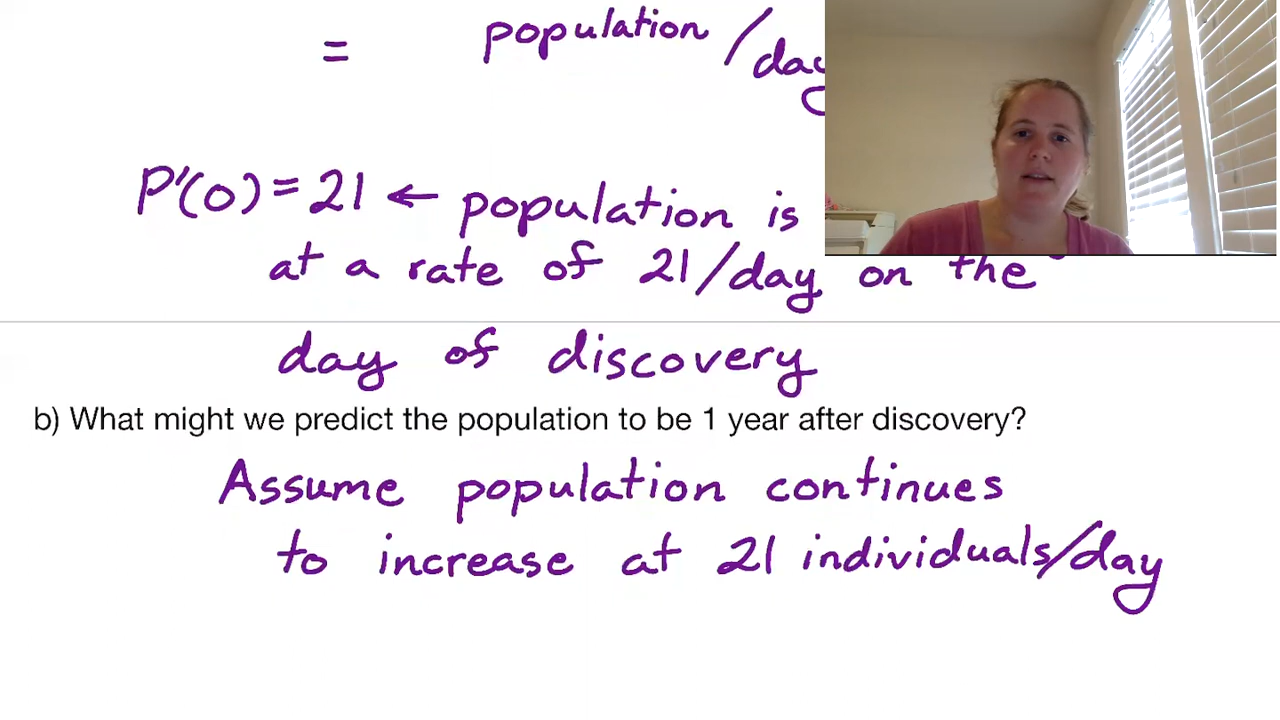 = population/day
P'(0) = 21 ← population is
at a rate of 21/day on the
day of discovery
b) What might we predict the population to be 1 year after discovery?
Assume population continues
to increase at 21 individuals/day